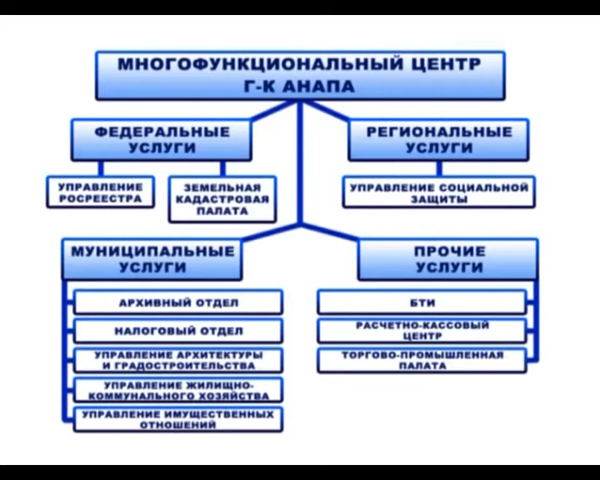 МНОГОФУНКЦИОНАЛЬНЫЙ ЦЕНТР
Г-К АНАПА
ФЕДЕРАЛЬНЫЕ
УСЛУГИ
РЕГИОНАЛЬНЫЕ
УСЛУГИ
УПРАВЛЕНИЕ
РОСРЕЕСТРА
ЗЕМЕЛЬНАЯ
КАДАСТРОВАЯ
ПАЛАТА
УПРАВЛЕНИЕ СОЦИАЛЬНОЙ
ЗАЩИТЫ
МУНИЦИПАЛЬНЫЕ
УСЛУГИ
АРХИВНЫЙ ОТДЕЛ
НАЛОГОВЫЙ ОТДЕЛ
УПРАВЛЕНИЕ АРХИТЕКТУРЫ
И ГРАДОСТРОИТЕЛЬСТВА
УПРАВЛЕНИЕ ЖИЛИЩНО-
КОММУНАЛЬНОГО ХОЗЯЙСТВА
УПРАВЛЕНИЕ ИМУЩЕСТВЕННЫХ
ОТНОШЕНИЙ
ПРОЧИЕ
УСЛУГИ
БТИ
РАСЧЕТНО-КАССОВЫЙ
ЦЕНТР
ТОРГОВО-ПРОМЫШЛЕННАЯ
ПАЛАТА